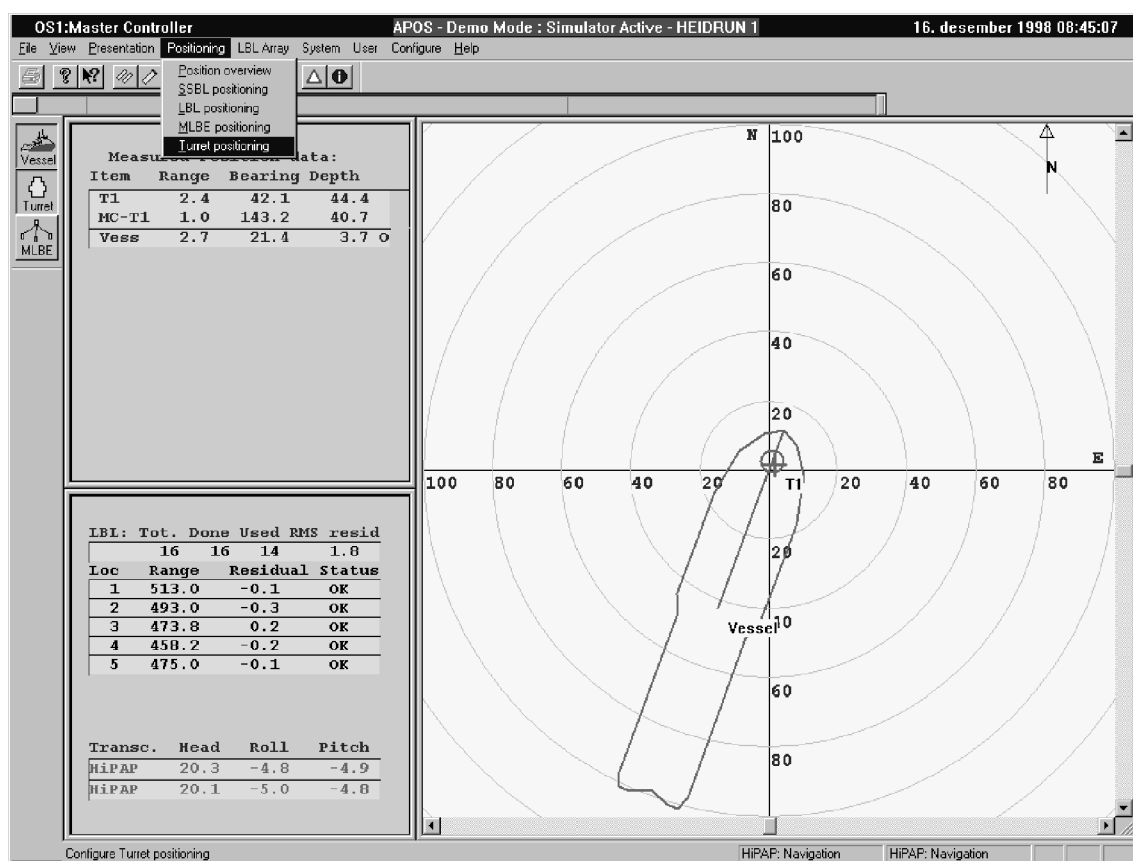 OS1:Master Controller APOS - Demo Mode : Simulator Active - HEIDRUN 1 16. desember 1998 08:45:07
File View Presentation Positioning LBL Array System User Configure Help
Position overview
SSBL positioning
LBL positioning
MLBE positioning
Turret positioning
Vessel
Turret
MLBE
Measured Position data:
Item Range Bearing Depth
T1 2.4 42.1 44.4
MC-T1 1.0 143.2 40.7
Vess 2.7 21.4 3.7 O
LBL: Tot. Done Used RMS resid
16 16 14 1.8
Loc Range Residual Status
1 513.0 -0.1 OK
2 493.0 -0.3 OK
3 473.8 0.2 OK
4 458.2 -0.2 OK
5 475.0 -0.1 OK
Transc. Head Roll Pitch
HiPAP 20.3 -4.8 -4.9
HiPAP 20.1 -5.0 -4.8
N 100
N
80
60
40
20
E
100 80 60 40 20 T1 20 40 60 80
20
Vessel 10
60
80
Configure Turret positioning HiPAP: Navigation HiPAP: Navigation